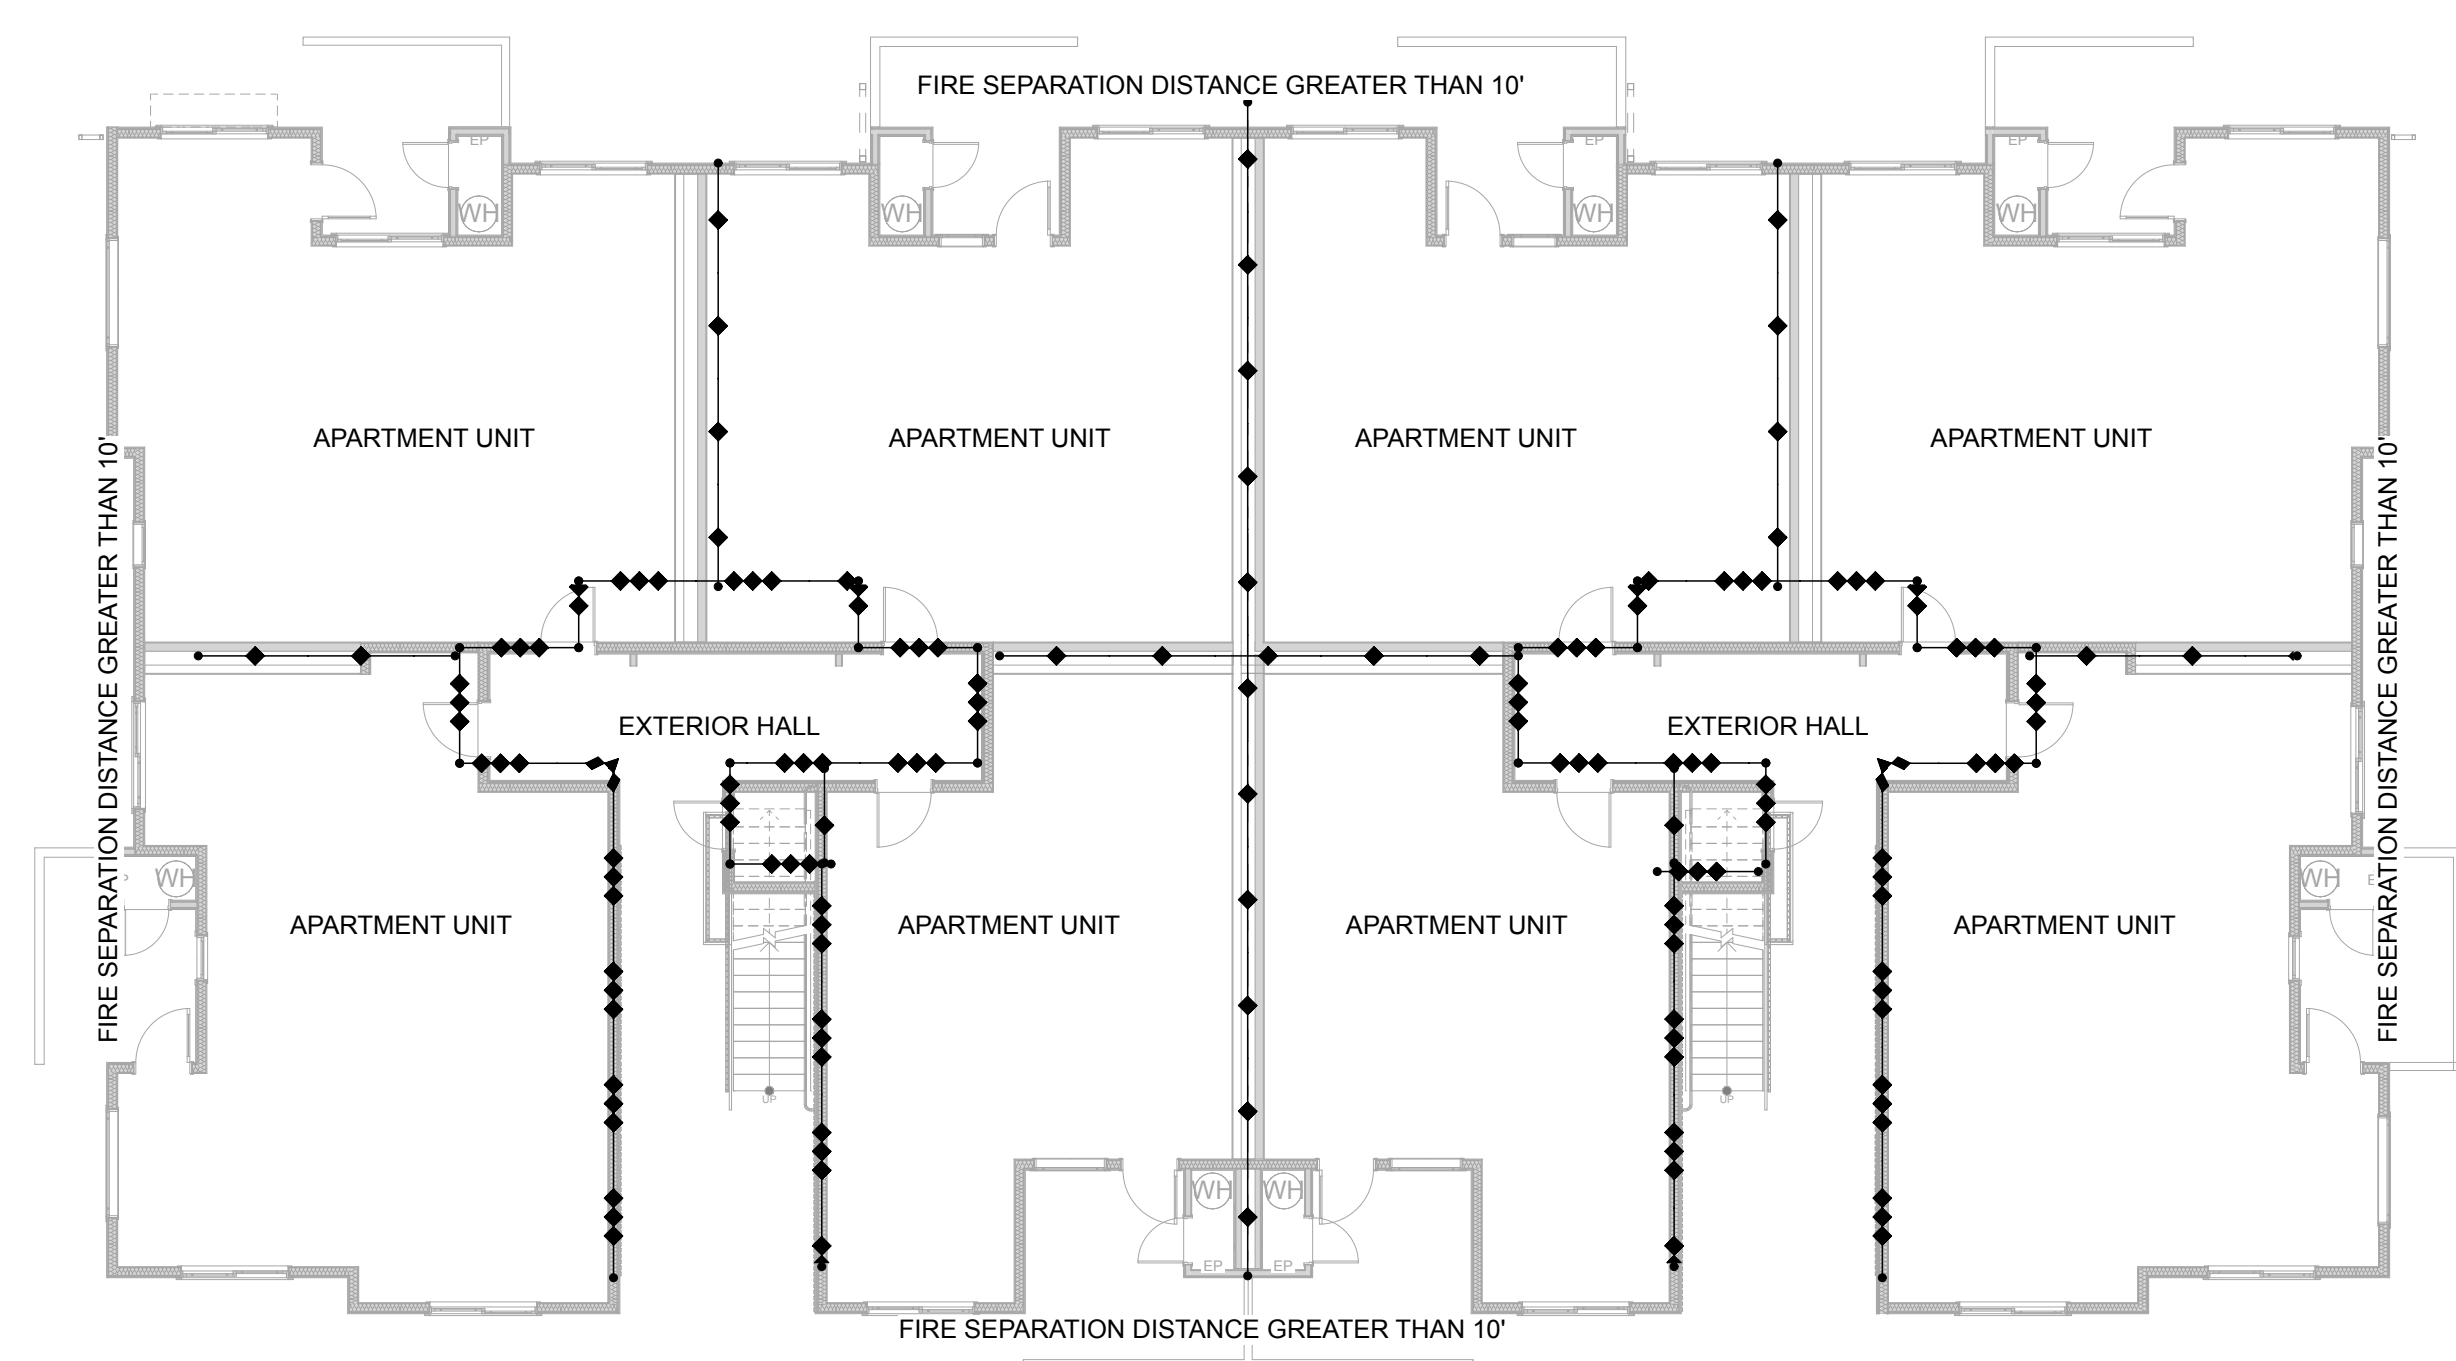 FIRE SEPARATION DISTANCE GREATER THAN 10'
EP
EP
EP
EP
WH
WH
WH
WH
APARTMENT UNIT
APARTMENT UNIT
APARTMENT UNIT
APARTMENT UNIT
FIRE SEPARATION DISTANCE GREATER THAN 10'
FIRE SEPARATION DISTANCE GREATER THAN 10'
EXTERIOR HALL
EXTERIOR HALL
WH
WH
APARTMENT UNIT
APARTMENT UNIT
APARTMENT UNIT
APARTMENT UNIT
UP
UP
WH
WH
EP
EP
FIRE SEPARATION DISTANCE GREATER THAN 10'